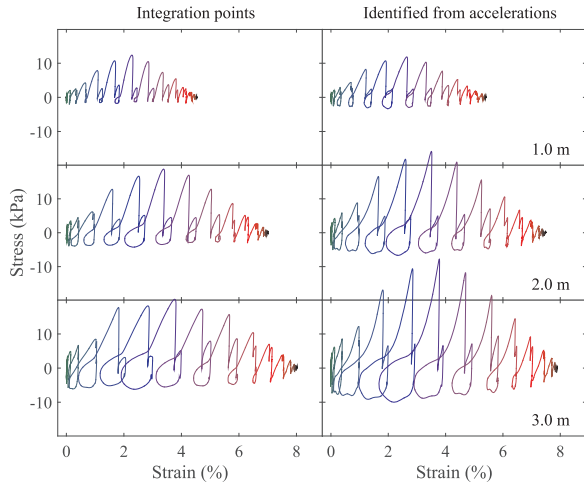 Integration points Identified from accelerations
10
0
-10
1.0 m
10
0
-10
2.0 m
Stress (kPa)
10
0
-10
3.0 m
0 2 4 6 8 0 2 4 6 8
Strain (%) Strain (%)